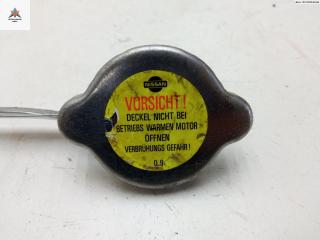 NISSAN
VORSICHT!
DECKEL NICHT BEI
BETRIEBS WARMEN MOTOR
ÖFFNEN
VERBRÜHUNGS GEFAHR!
0.9